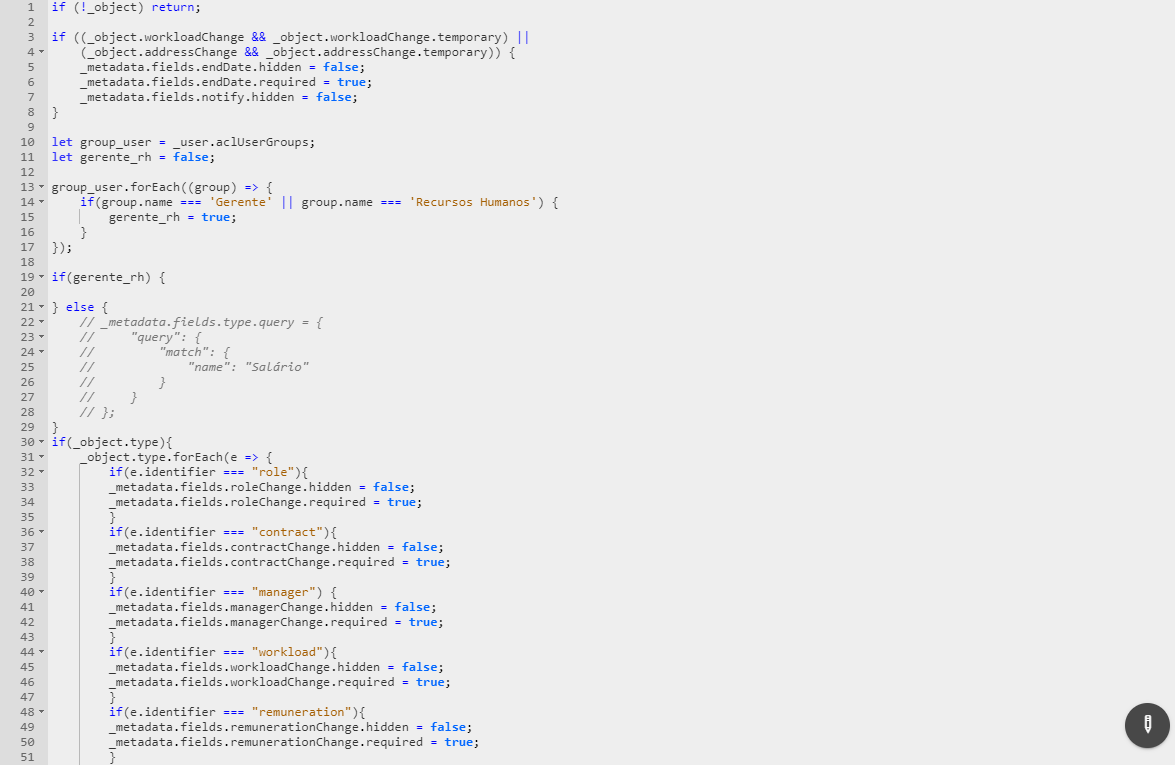 1 if (!_object) return;
2
3 if ((_object.workloadChange && _object.workloadChange.temporary) ||
4     (_object.addressChange && _object.addressChange.temporary)) {
5     _metadata.fields.endDate.hidden = false;
6     _metadata.fields.endDate.required = true;
7     _metadata.fields.notify.hidden = false;
8 }
9
10 let group_user = _user.aclUserGroups;
11 let gerente_rh = false;
12
13 group_user.forEach((group) => {
14     if(group.name === 'Gerente' || group.name === 'Recursos Humanos') {
15         gerente_rh = true;
16     }
17 });
18
19 if(gerente_rh) {
20
21 } else {
22     // _metadata.fields.type.query = {
23     //     "query": {
24     //         "match": {
25     //             "name": "Salário"
26     //         }
27     //     }
28     // };
29 }
30 if(_object.type){
31     _object.type.forEach(e => {
32         if(e.identifier === "role"){
33         _metadata.fields.roleChange.hidden = false;
34         _metadata.fields.roleChange.required = true;
35         }
36         if(e.identifier === "contract"){
37         _metadata.fields.contractChange.hidden = false;
38         _metadata.fields.contractChange.required = true;
39         }
40         if(e.identifier === "manager") {
41         _metadata.fields.managerChange.hidden = false;
42         _metadata.fields.managerChange.required = true;
43         }
44         if(e.identifier === "workload"){
45         _metadata.fields.workloadChange.hidden = false;
46         _metadata.fields.workloadChange.required = true;
47         }
48         if(e.identifier === "remuneration"){
49         _metadata.fields.remunerationChange.hidden = false;
50         _metadata.fields.remunerationChange.required = true;
51         }